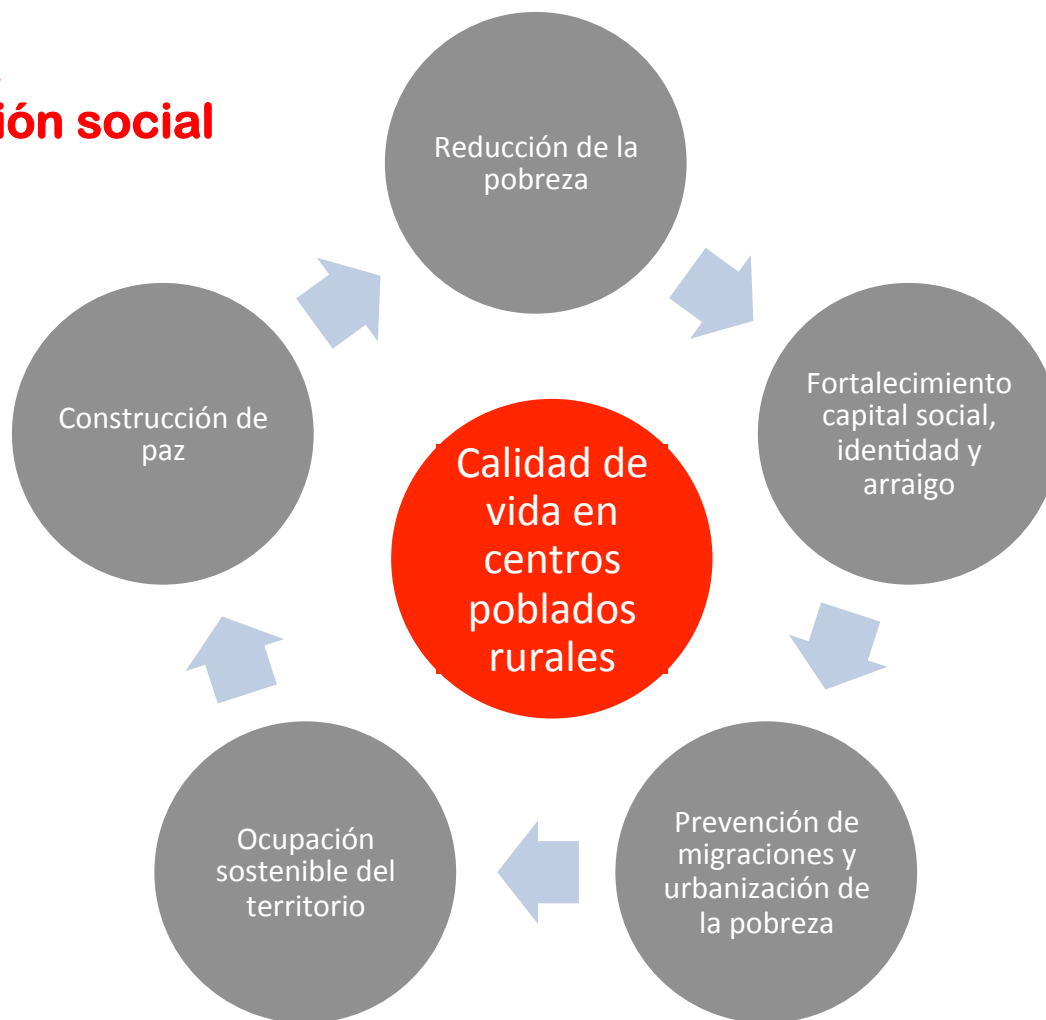 ión social
Reducción de la
pobreza
Fortalecimiento
capital social,
identidad y
arraigo
Construcción de
paz
Calidad de
vida en
centros
poblados
rurales
Prevención de
migraciones y
urbanización de
la pobreza
Ocupación
sostenible del
territorio